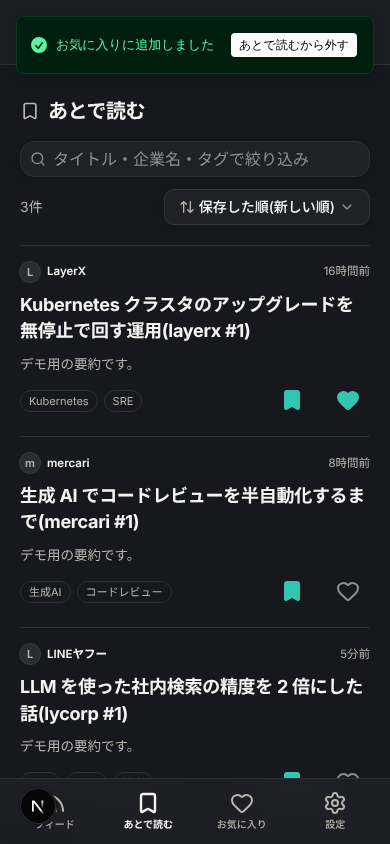 お気に入りに追加しました
あとで読むから外す
あとで読む
タイトル・企業名・タグで絞り込み
3件
保存した順(新しい順)
L LayerX 16時間前
Kubernetes クラスタのアップグレードを
無停止で回す運用(layerx #1)
デモ用の要約です。
Kubernetes SRE
m mercari 8時間前
生成 AI でコードレビューを半自動化するま
で(mercari #1)
デモ用の要約です。
生成AI コードレビュー
L LINEヤフー 5分前
LLM を使った社内検索の精度を 2 倍にした
話(lycorp #1)
デモ用の要約です。
N
フィード あとで読む お気に入り 設定